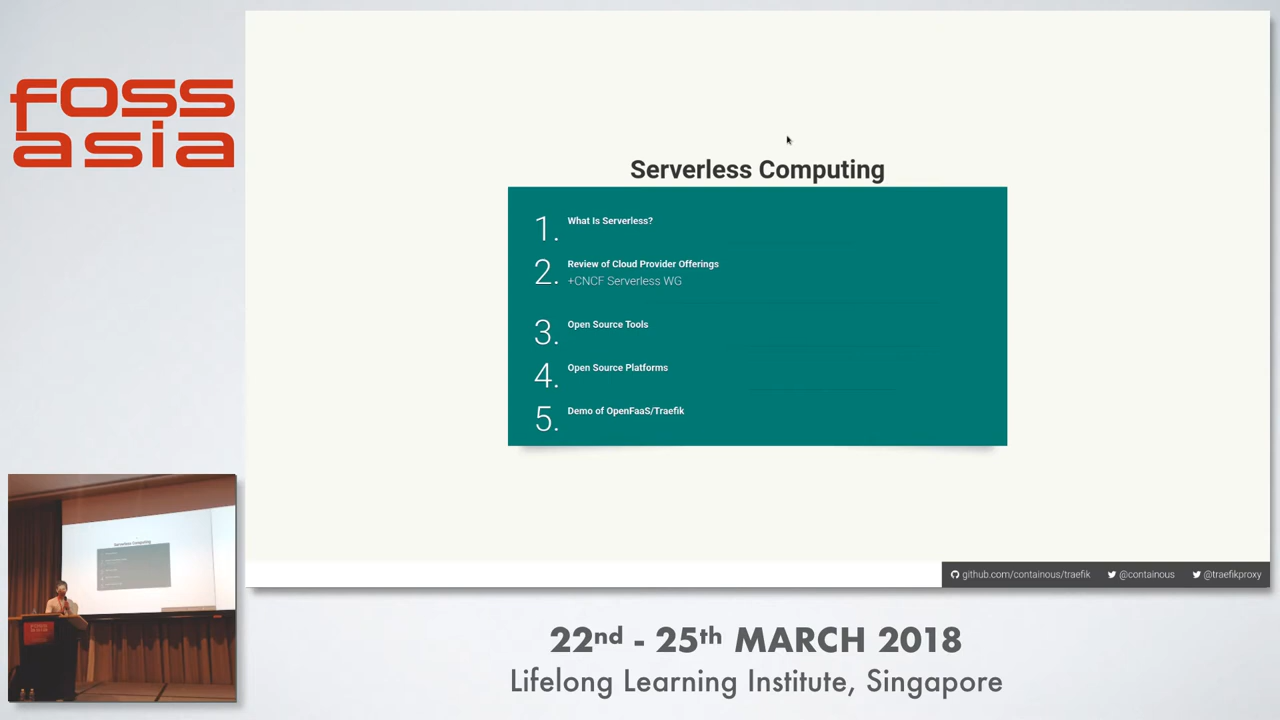 foss
asia
Serverless Computing
1. What Is Serverless?
2. Review of Cloud Provider Offerings
+CNCF Serverless WG
3. Open Source Tools
4. Open Source Platforms
5. Demo of OpenFaaS/Traefik
github.com/containous/traefik @containous @traefikproxy
Serverless Computing
22nd - 25th MARCH 2018
Lifelong Learning Institute, Singapore